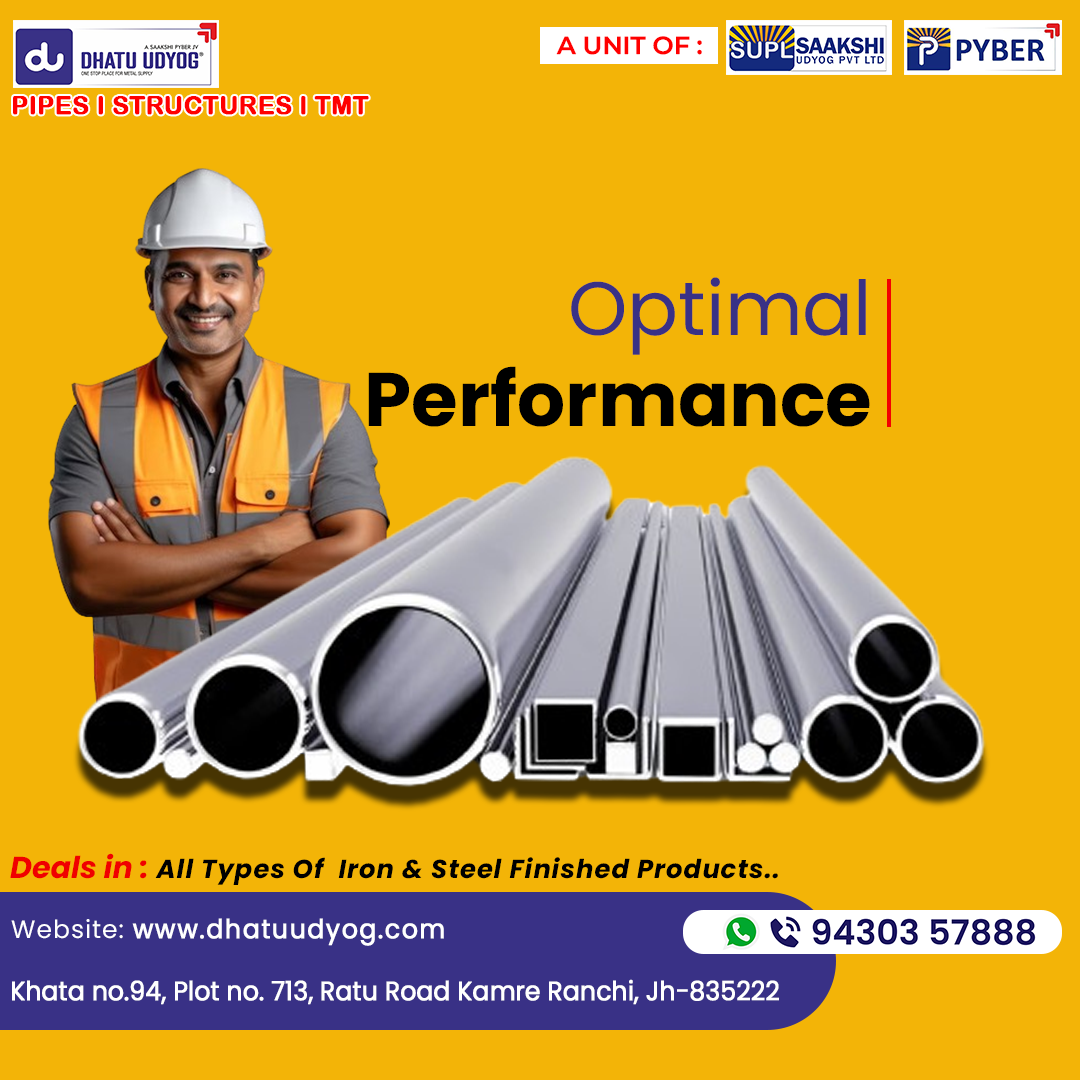 A SAAKSHI PYBER JV
du DHATU UDYOG®
ONE STOP PLACE FOR METAL SUPPLY
PIPES I STRUCTURES I TMT
A UNIT OF :
SUPL SAAKSHI
UDYOG PVT LTD
P PYBER
Optimal
Performance
Deals in : All Types Of Iron & Steel Finished Products..
Website: www.dhatuudyog.com
94303 57888
Khata no.94, Plot no. 713, Ratu Road Kamre Ranchi, Jh-835222